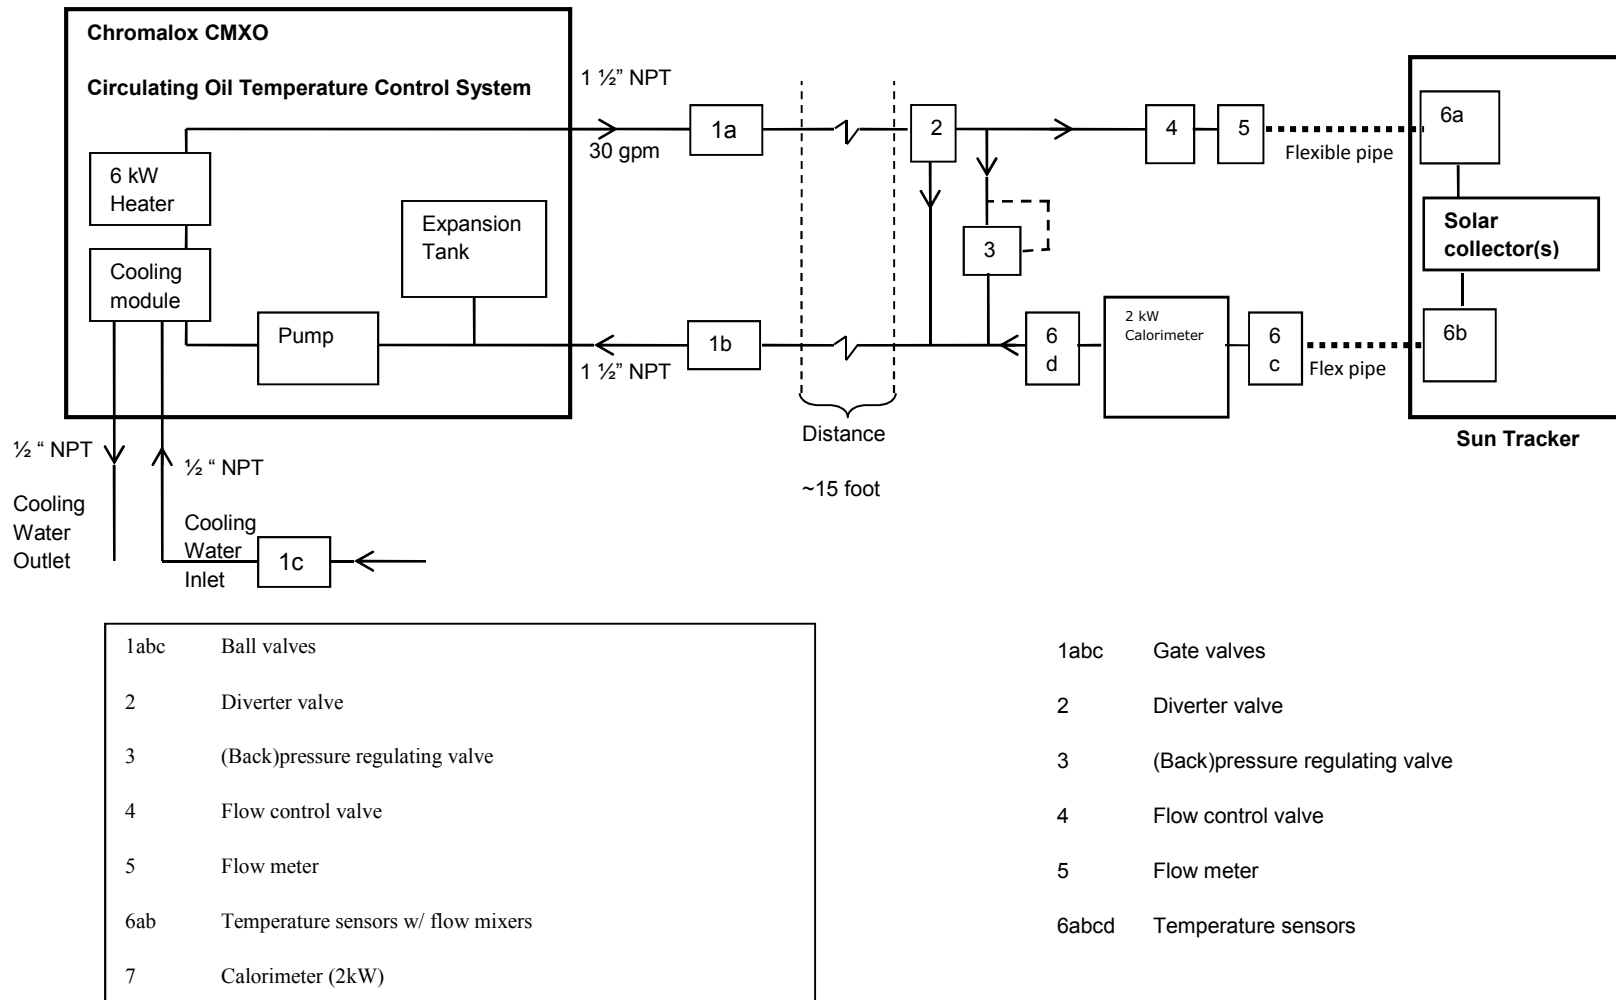 Chromalox CMXO
Circulating Oil Temperature Control System
1 ½” NPT
30 gpm
1a
2
4
5
Flexible pipe
6a
6 kW
Heater
Cooling
module
Pump
Expansion
Tank
3
Solar
collector(s)
1b
1 ½” NPT
6
d
2 kW
Calorimeter
6
c
Flex pipe
6b
Distance
~15 foot
Sun Tracker
½ “ NPT
½ “ NPT
Cooling
Water
Outlet
Cooling
Water
Inlet
1c
1abc Ball valves
2 Diverter valve
3 (Back)pressure regulating valve
4 Flow control valve
5 Flow meter
6ab Temperature sensors w/ flow mixers
7 Calorimeter (2kW)
1abc Gate valves
2 Diverter valve
3 (Back)pressure regulating valve
4 Flow control valve
5 Flow meter
6abcd Temperature sensors